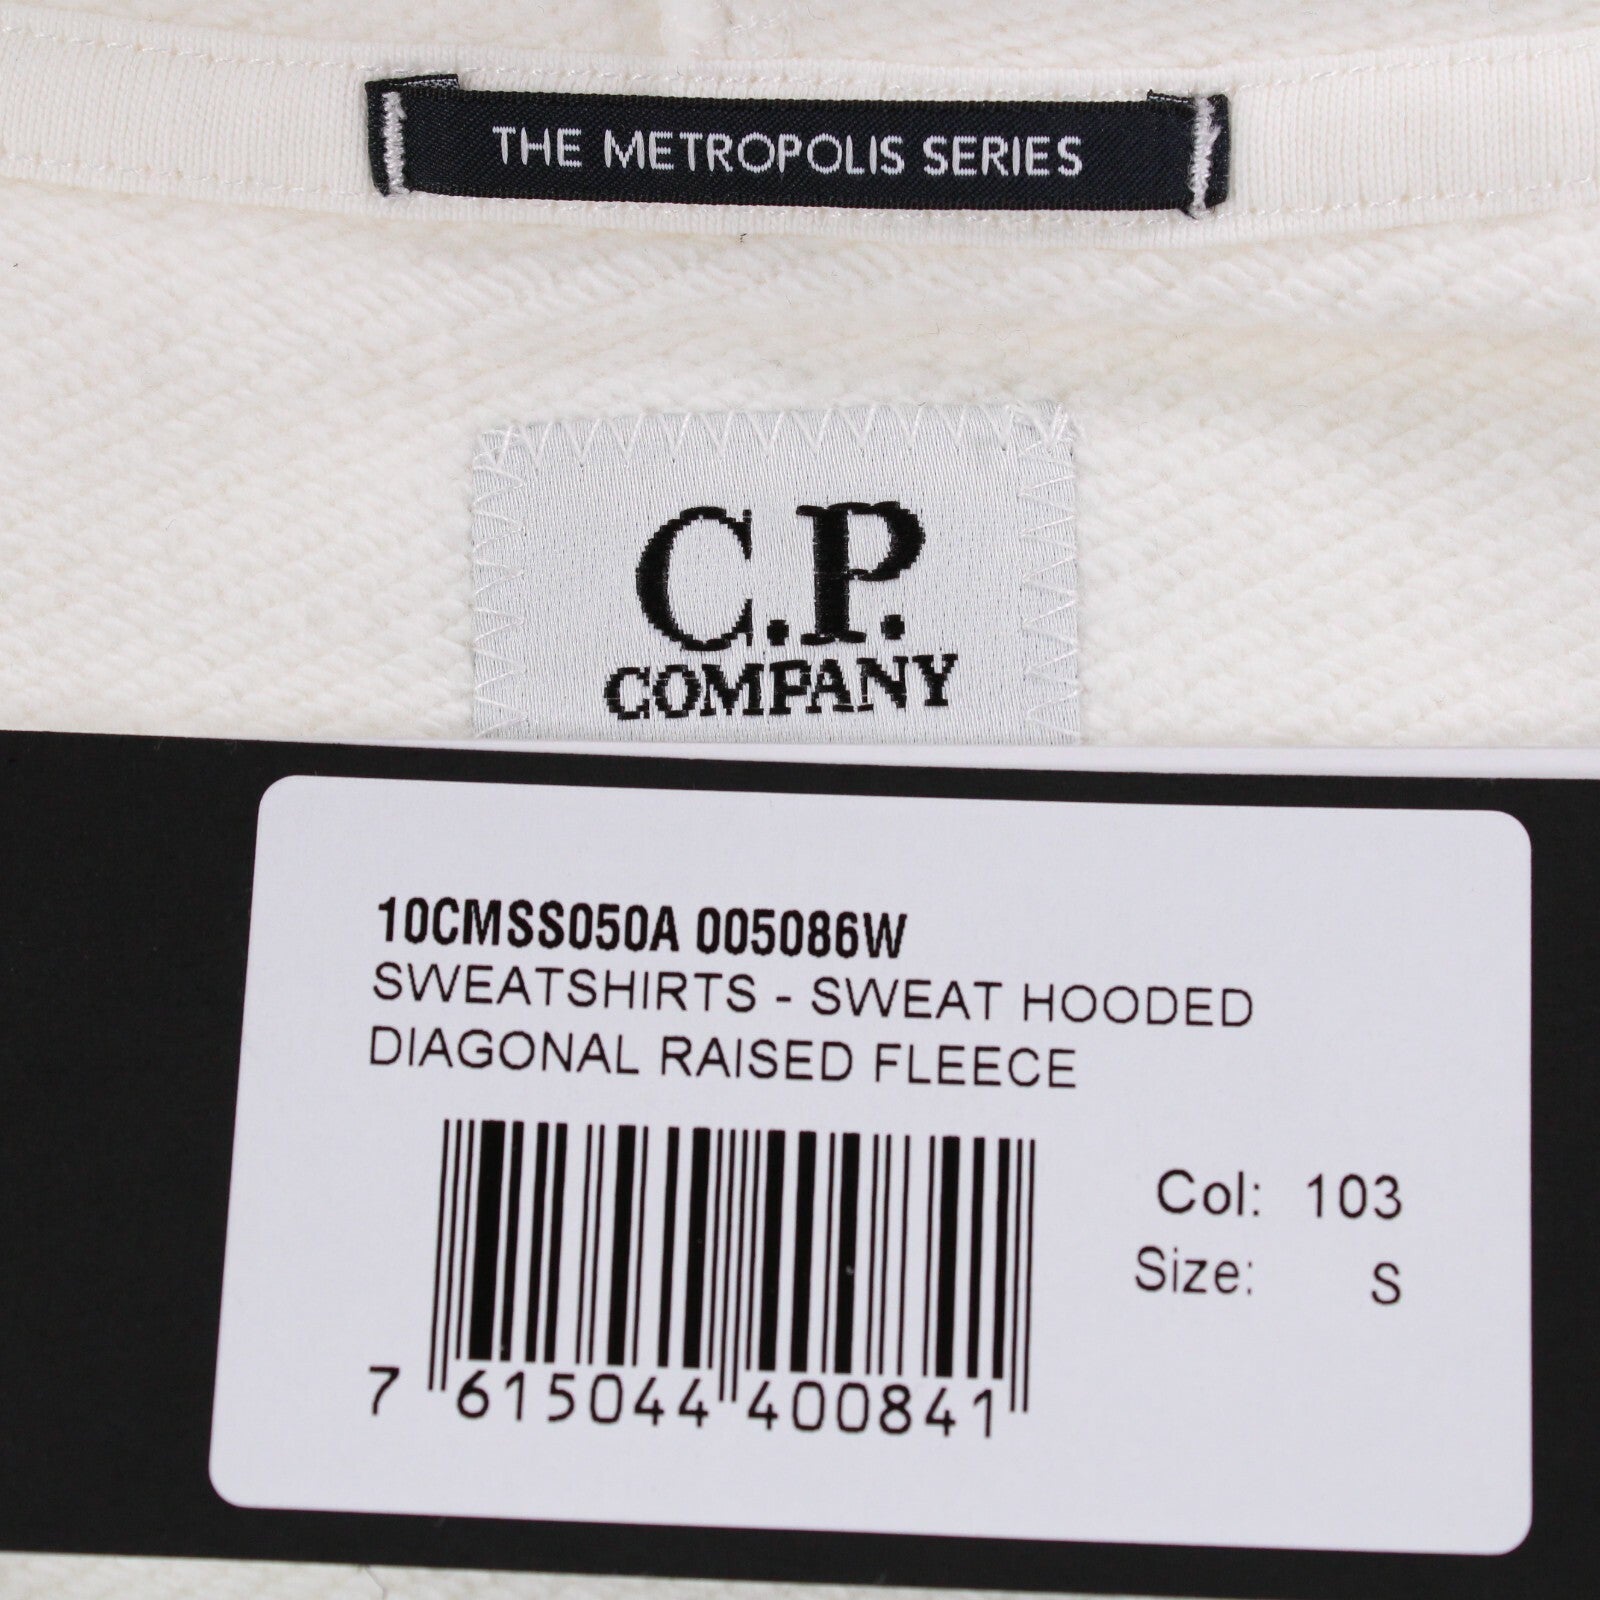 THE METROPOLIS SERIES
C.P.
COMPANY
10CMSS050A 005086W
SWEATSHIRTS - SWEAT HOODED
DIAGONAL RAISED FLEECE
Col: 103
Size: S
7 615044 400841